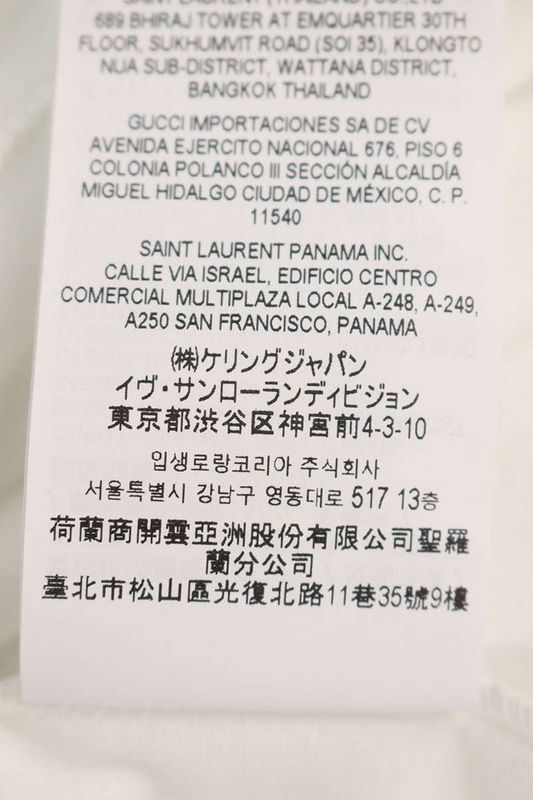 SAINT LAURENT (THAILAND) CO.,LTD
689 BHIRAJ TOWER AT EMQUARTIER 30TH
FLOOR, SUKHUMVIT ROAD (SOI 35), KLONGTO
NUA SUB-DISTRICT, WATTANA DISTRICT,
BANGKOK THAILAND
GUCCI IMPORTACIONES SA DE CV
AVENIDA EJERCITO NACIONAL 676, PISO 6
COLONIA POLANCO III SECCIÓN ALCALDÍA
MIGUEL HIDALGO CIUDAD DE MÉXICO, C. P.
11540
SAINT LAURENT PANAMA INC.
CALLE VIA ISRAEL, EDIFICIO CENTRO
COMERCIAL MULTIPLAZA LOCAL A-248, A-249,
A250 SAN FRANCISCO, PANAMA
㈱ケリングジャパン
イヴ・サンローランディビジョン
東京都渋谷区神宮前4-3-10
입생로랑코리아 주식회사
서울특별시 강남구 영동대로 517 13층
荷蘭商開雲亞洲股份有限公司聖羅
蘭分公司
臺北市松山區光復北路11巷35號9樓